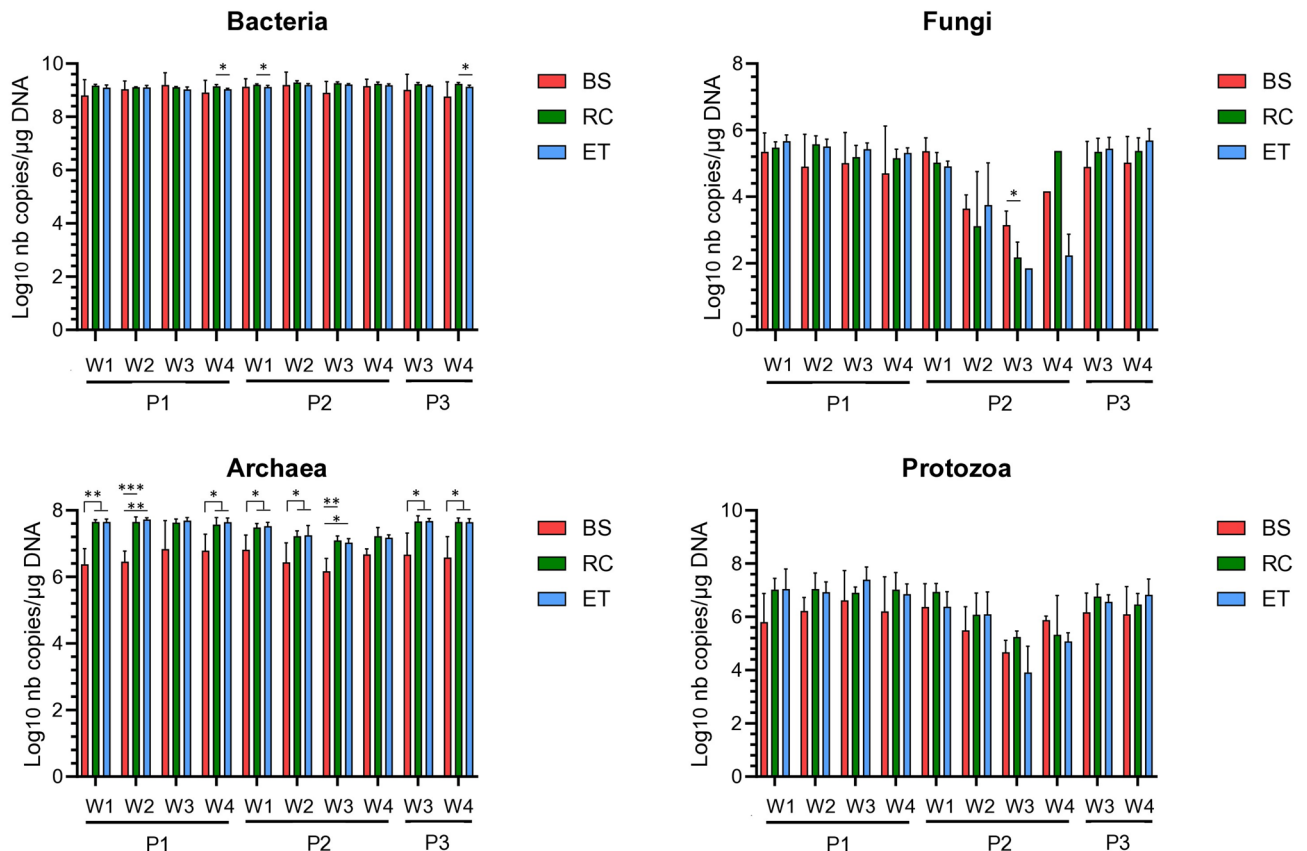 Bacteria
Log10 nb copies/µg DNA
10
8
6
4
2
0
*
*
*
W1 W2 W3 W4 W1 W2 W3 W4 W3 W4
P1 P2 P3
BS
RC
ET
Fungi
Log10 nb copies/µg DNA
8
6
4
2
0
*
W1 W2 W3 W4 W1 W2 W3 W4 W3 W4
P1 P2 P3
BS
RC
ET
Archaea
Log10 nb copies/µg DNA
8
6
4
2
0
** *** ** * * * ** * * *
W1 W2 W3 W4 W1 W2 W3 W4 W3 W4
P1 P2 P3
BS
RC
ET
Protozoa
Log10 nb copies/µg DNA
10
8
6
4
2
0
W1 W2 W3 W4 W1 W2 W3 W4 W3 W4
P1 P2 P3
BS
RC
ET